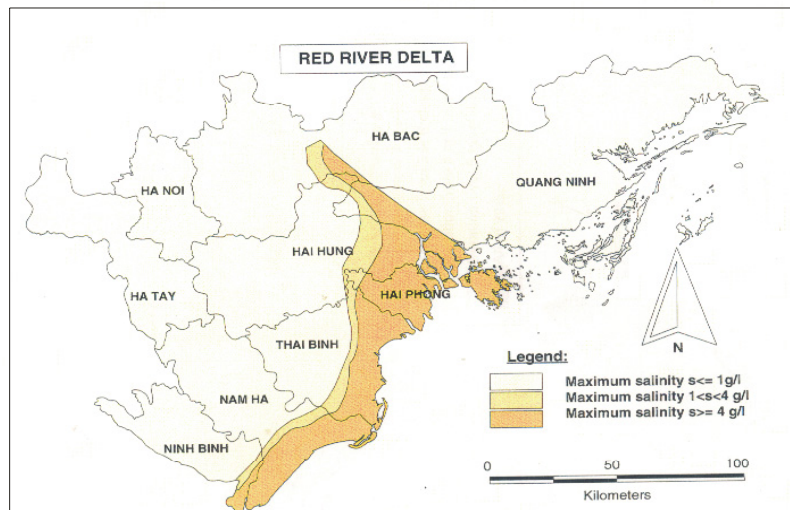 RED RIVER DELTA
HA BAC
QUANG NINH
HA NOI
HAI HUNG
HA TAY
HAI PHONG
THAI BINH
NAM HA
NINH BINH
N
Legend:
Maximum salinity s<= 1g/l
Maximum salinity 1<s<4 g/l
Maximum salinity s>= 4 g/l
0 50 100
Kilometers